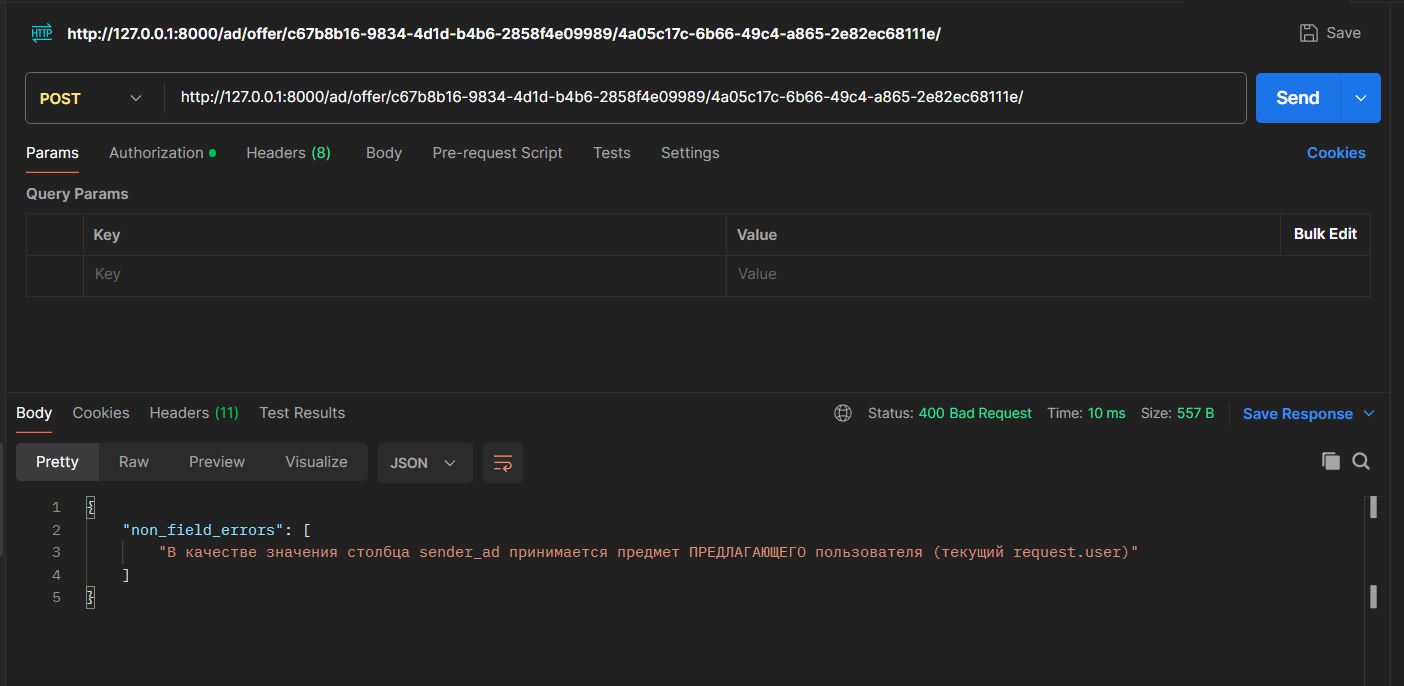 HTTP http://127.0.0.1:8000/ad/offer/c67b8b16-9834-4d1d-b4b6-2858f4e09989/4a05c17c-6b66-49c4-a865-2e82ec68111e/ Save
POST http://127.0.0.1:8000/ad/offer/c67b8b16-9834-4d1d-b4b6-2858f4e09989/4a05c17c-6b66-49c4-a865-2e82ec68111e/ Send
Params Authorization Headers (8) Body Pre-request Script Tests Settings Cookies
Query Params
Key Value Bulk Edit
Key Value
Body Cookies Headers (11) Test Results Status: 400 Bad Request Time: 10 ms Size: 557 B Save Response
Pretty Raw Preview Visualize JSON
1 {
2 "non_field_errors": [
3 "В качестве значения столбца sender_ad принимается предмет ПРЕДЛАГАЮЩЕГО пользователя (текущий request.user)"
4 ]
5 }